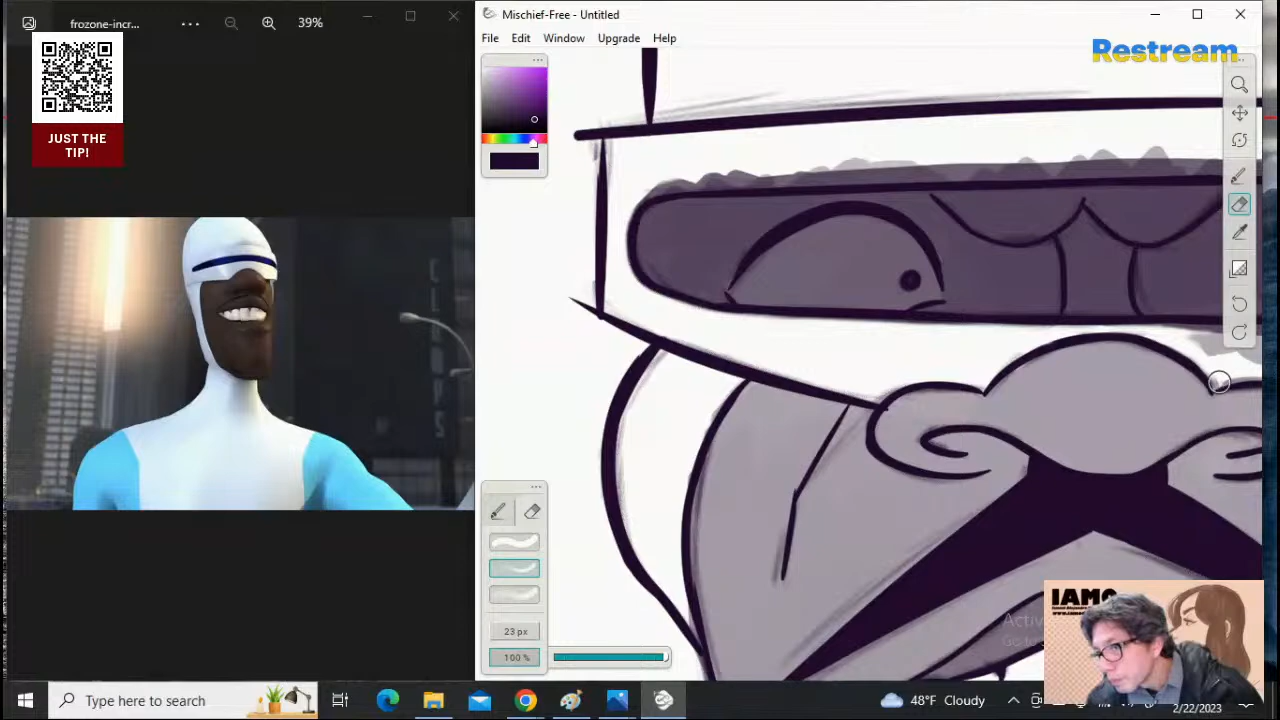 frozone-incr...
39%
JUST THE
TIP!
Mischief-Free - Untitled
File Edit Window Upgrade Help
Restream
23 px
100 %
IAMO
Type here to search
48°F Cloudy
2/22/2023